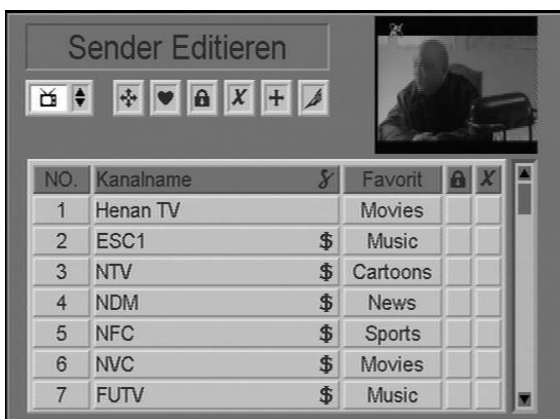 Sender Editieren
NO. Kanalname $ Favorit X
1 Henan TV Movies
2 ESC1 $ Music
3 NTV $ Cartoons
4 NDM $ News
5 NFC $ Sports
6 NVC $ Movies
7 FUTV $ Music